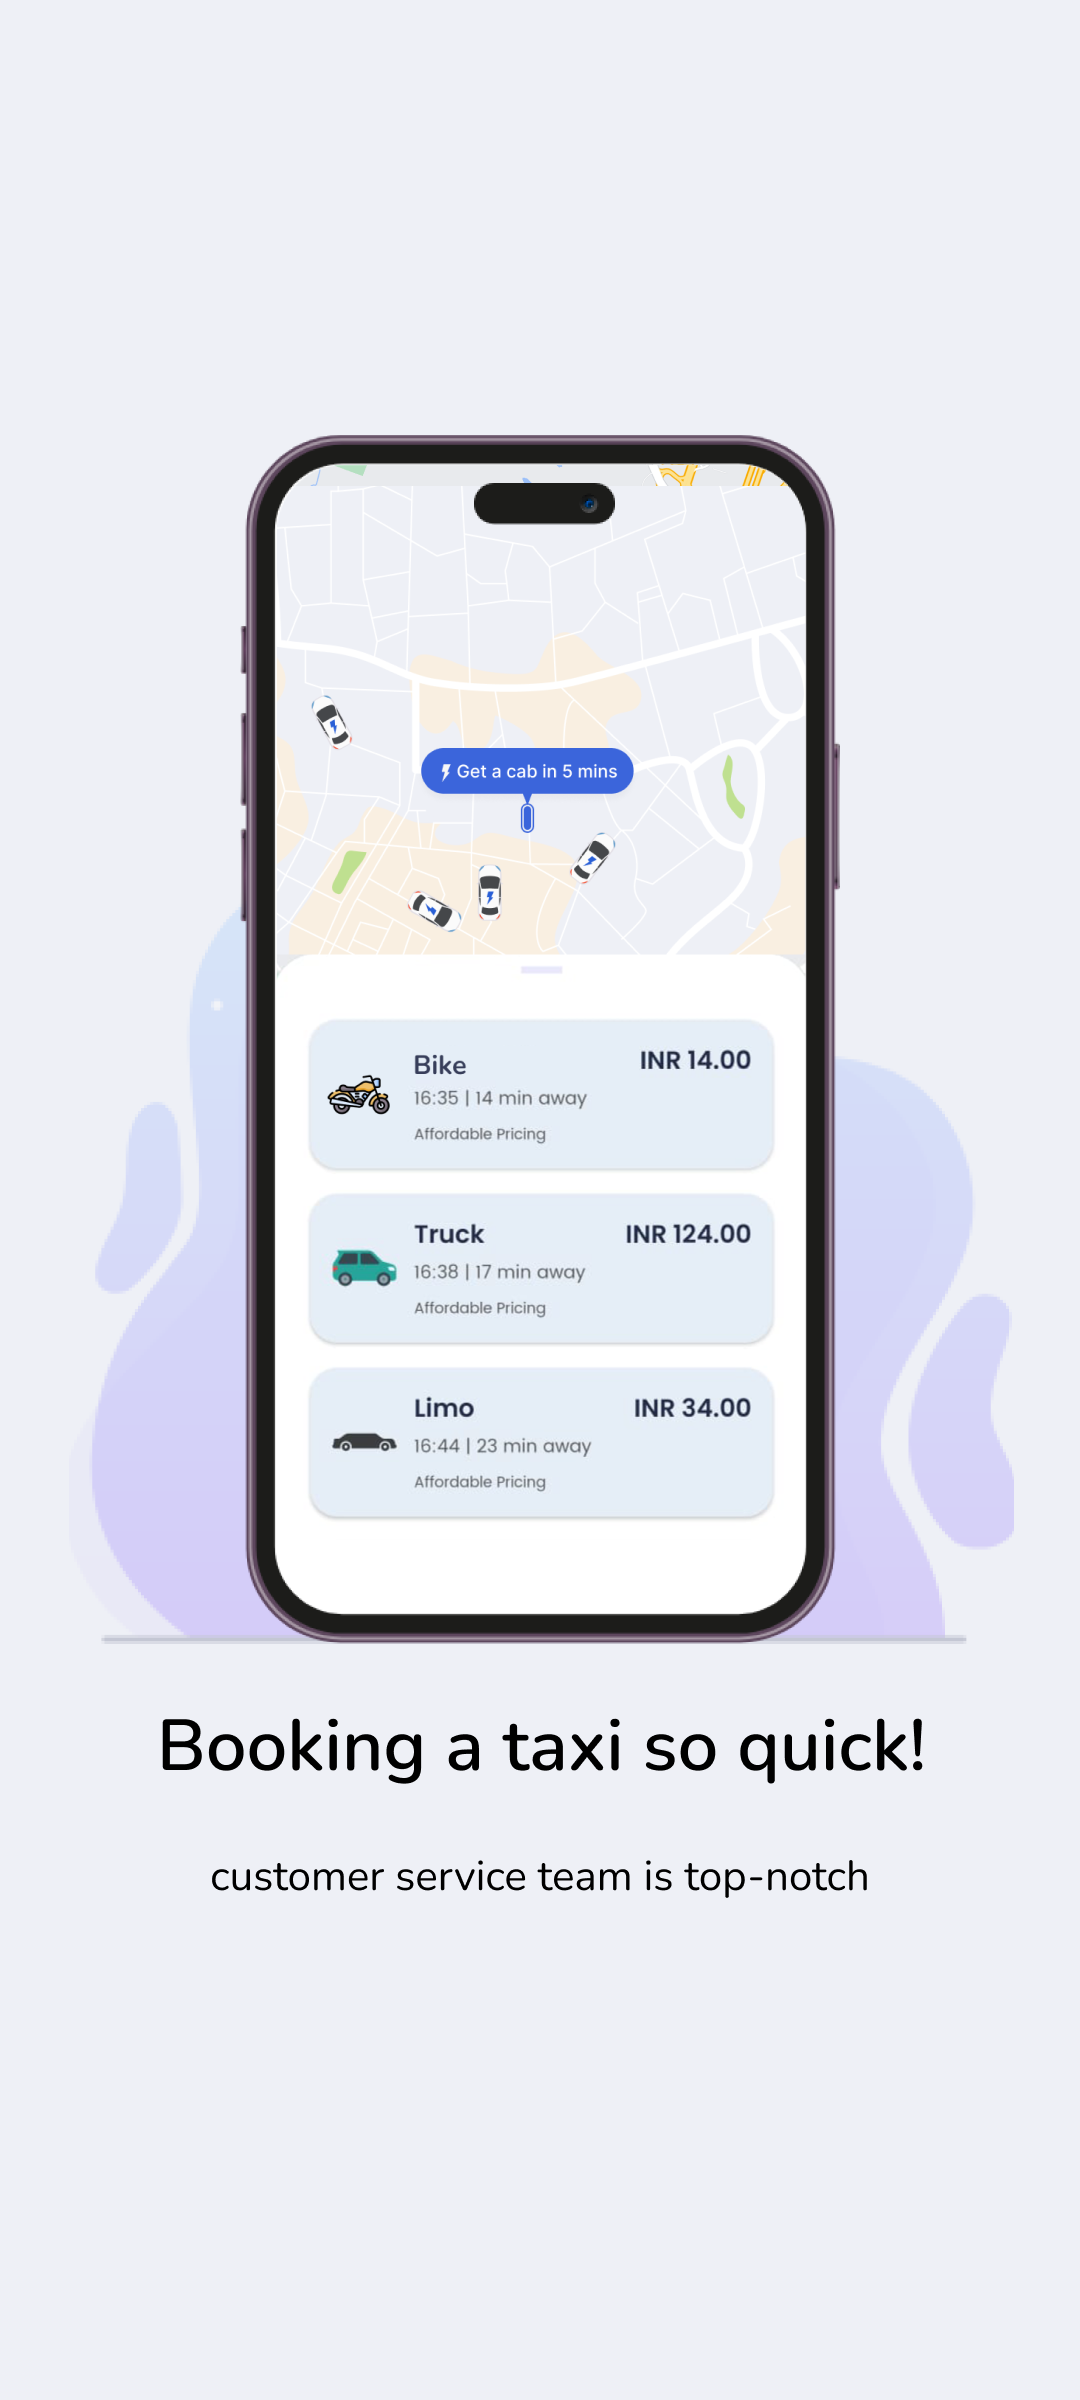 Get a cab in 5 mins
Bike
INR 14.00
16:35 | 14 min away
Affordable Pricing
Truck
INR 124.00
16:38 | 17 min away
Affordable Pricing
Limo
INR 34.00
16:44 | 23 min away
Affordable Pricing
Booking a taxi so quick!
customer service team is top-notch